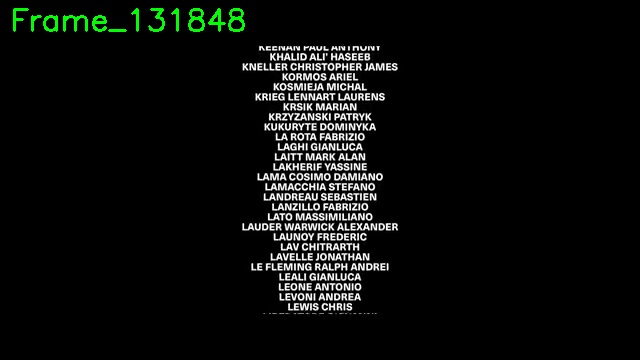 Frame_131848
KEENAN PAUL ANTHONY
KHALID ALI' HASEEB
KNELLER CHRISTOPHER JAMES
KORMOS ARIEL
KOSMIEJA MICHAL
KRIEG LENNART LAURENS
KRSIK MARIAN
KRZYZANSKI PATRYK
KUKURYTE DOMINYKA
LA ROTA FABRIZIO
LAGHI GIANLUCA
LAITT MARK ALAN
LAKHERIF YASSINE
LAMA COSIMO DAMIANO
LAMACCHIA STEFANO
LANDREAU SEBASTIEN
LANZILLO FABRIZIO
LATO MASSIMILIANO
LAUDER WARWICK ALEXANDER
LAUNOY FREDERIC
LAV CHITRARTH
LAVELLE JONATHAN
LE FLEMING RALPH ANDREI
LEALI GIANLUCA
LEONE ANTONIO
LEVONI ANDREA
LEWIS CHRIS